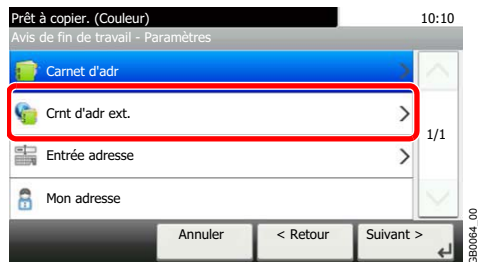 Prêt à copier. (Couleur) 10:10
Avis de fin de travail - Paramètres
Carnet d'adr
Crnt d'adr ext.
1/1
Entrée adresse
Mon adresse
Annuler < Retour Suivant >
GB0064_00